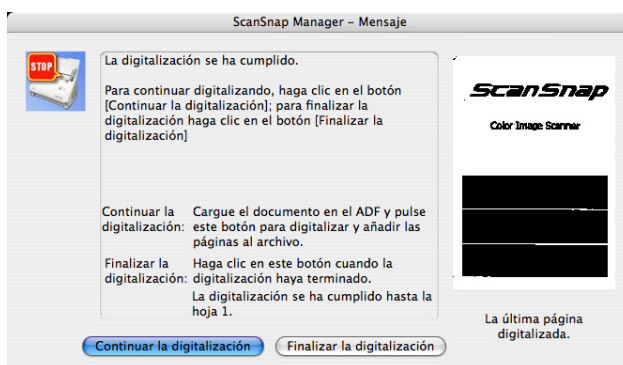 ScanSnap Manager – Mensaje
STOP
La digitalización se ha cumplido.
Para continuar digitalizando, haga clic en el botón
[Continuar la digitalización]; para finalizar la
digitalización haga clic en el botón [Finalizar la
digitalización]
Continuar la digitalización: Cargue el documento en el ADF y pulse
este botón para digitalizar y añadir las
páginas al archivo.
Finalizar la digitalización: Haga clic en este botón cuando la
digitalización haya terminado.
La digitalización se ha cumplido hasta la
hoja 1.
Continuar la digitalización
Finalizar la digitalización
ScanSnap
Color Image Scanner
La última página
digitalizada.